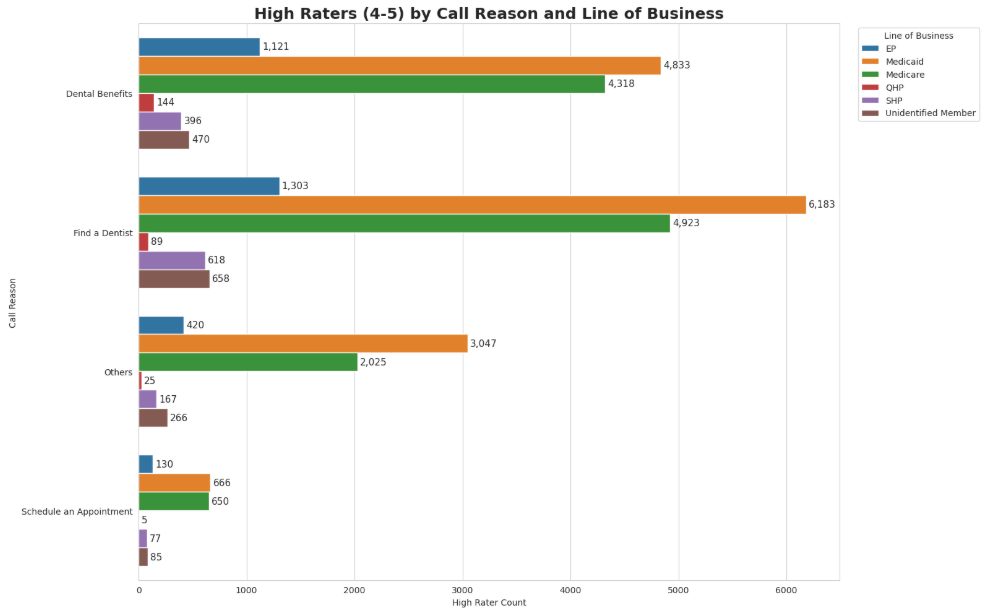 High Raters (4-5) by Call Reason and Line of Business
Line of Business
EP
Medicaid
Medicare
QHP
SHP
Unidentified Member
Call Reason
Dental Benefits
1,121
4,833
4,318
144
396
470
Find a Dentist
1,303
6,183
4,923
89
618
658
Others
420
3,047
2,025
25
167
266
Schedule an Appointment
130
666
650
5
77
85
0 1000 2000 3000 4000 5000 6000
High Rater Count